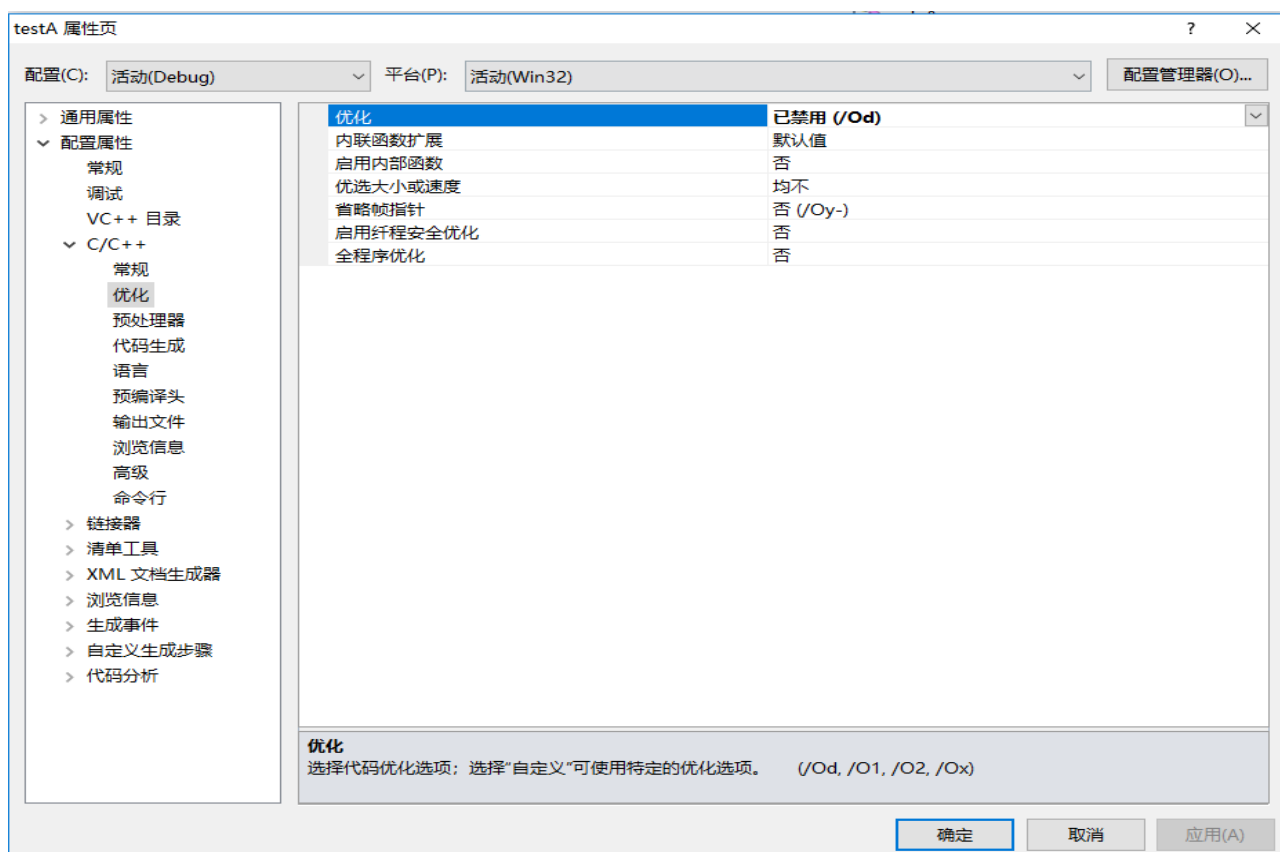 testA 属性页
配置(C): 活动(Debug) 平台(P): 活动(Win32) 配置管理器(O)...
通用属性
配置属性
常规
调试
VC++ 目录
C/C++
常规
优化
预处理器
代码生成
语言
预编译头
输出文件
浏览信息
高级
命令行
链接器
清单工具
XML 文档生成器
浏览信息
生成事件
自定义生成步骤
代码分析
优化 已禁用 (/Od)
内联函数扩展 默认值
启用内部函数 否
优选大小或速度 均不
省略帧指针 否 (/Oy-)
启用纤程安全优化 否
全程序优化 否
优化
选择代码优化选项；选择"自定义"可使用特定的优化选项。 (/Od, /O1, /O2, /Ox)
确定 取消 应用(A)